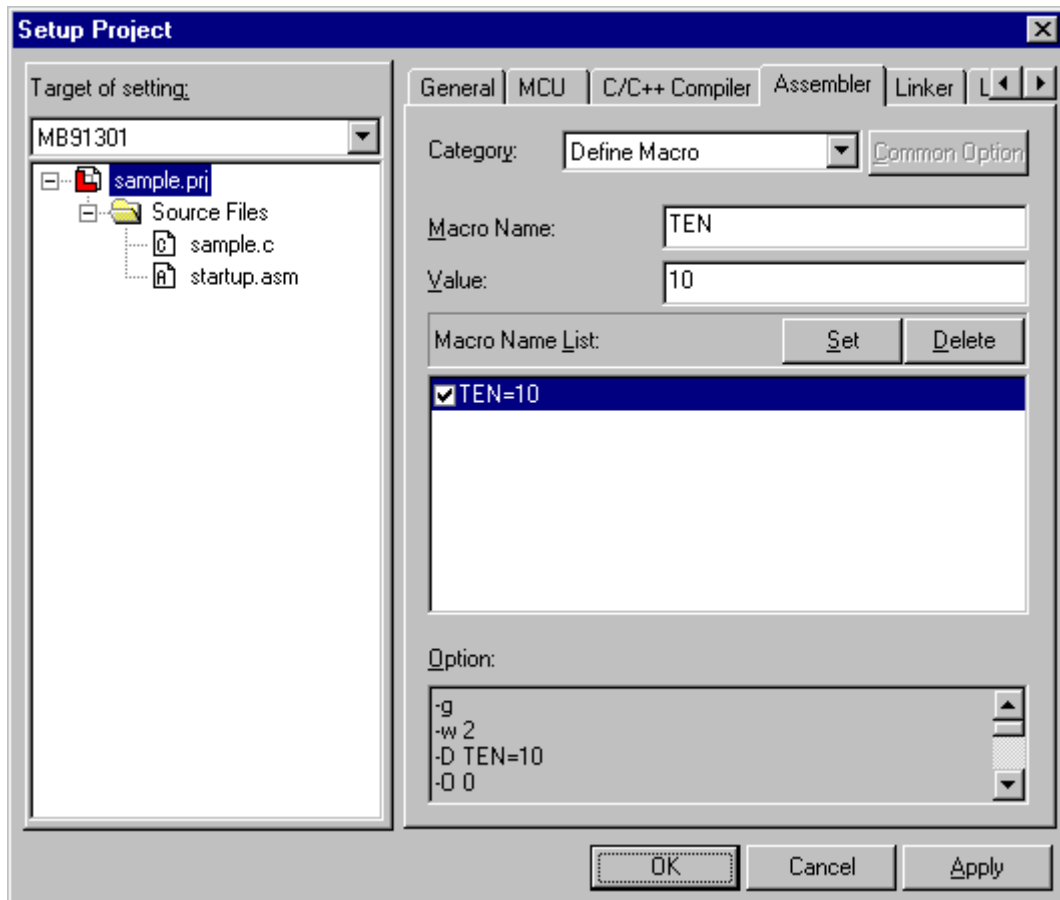 Setup Project
Target of setting:
MB91301
sample.prj
Source Files
sample.c
startup.asm
General MCU C/C++ Compiler Assembler Linker L
Category: Define Macro Common Option
Macro Name: TEN
Value: 10
Macro Name List: Set Delete
TEN=10
Option:
-g
-w 2
-D TEN=10
-O 0
OK Cancel Apply